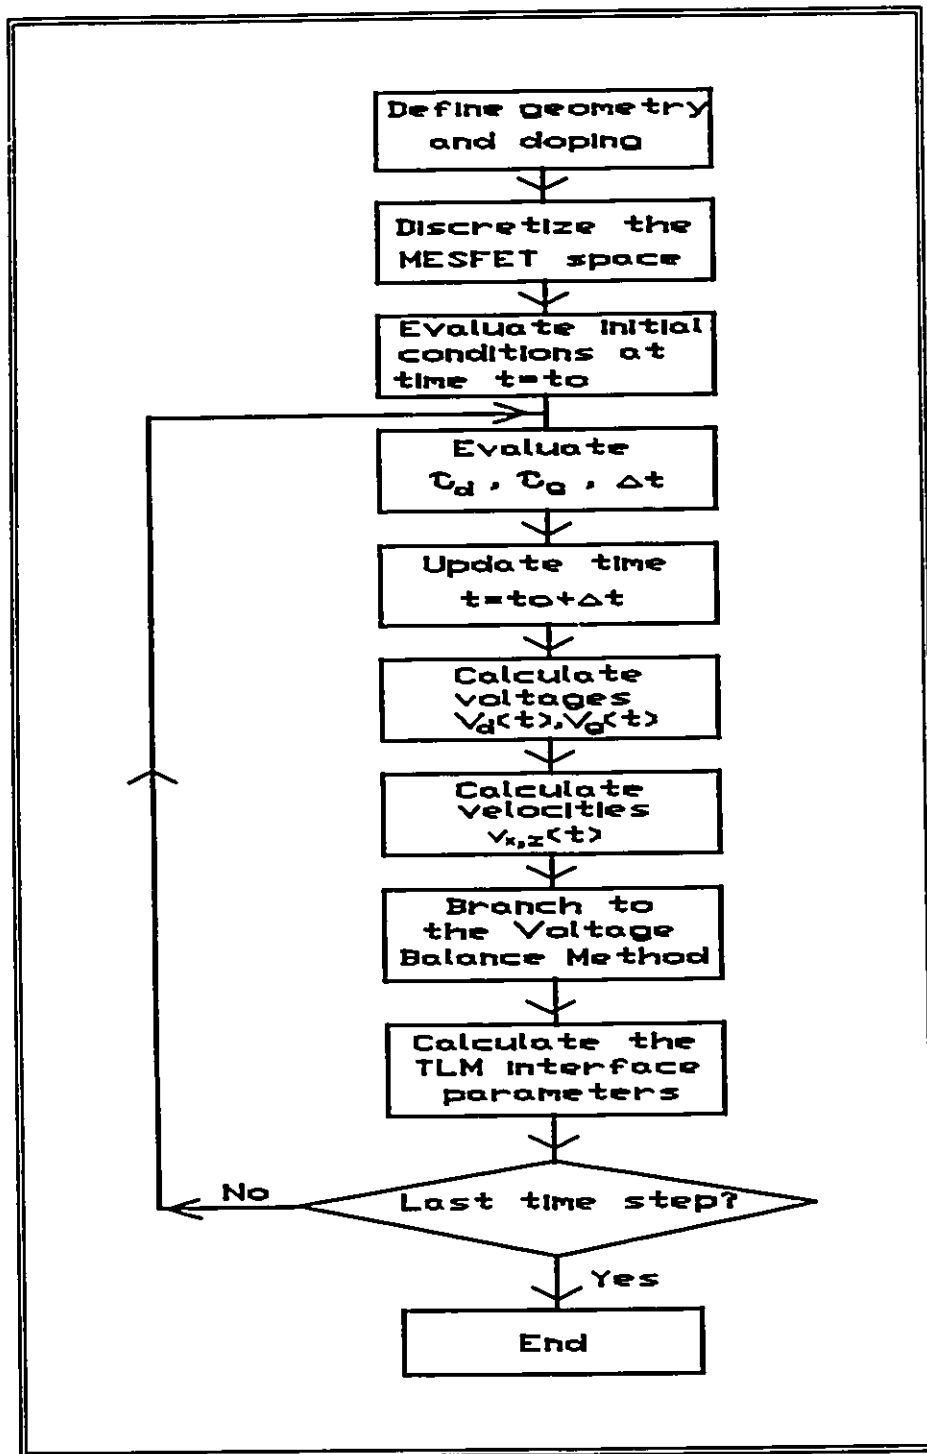 Define geometry
and doping
Discretize the
MESFET space
Evaluate initial
conditions at
time t=to
Evaluate
τd , τg , Δt
Update time
t=to+Δt
Calculate
voltages
Vd(t),Vg(t)
Calculate
velocities
vx,z(t)
Branch to
the Voltage
Balance Method
Calculate the
TLM interface
parameters
Last time step?
No
Yes
End